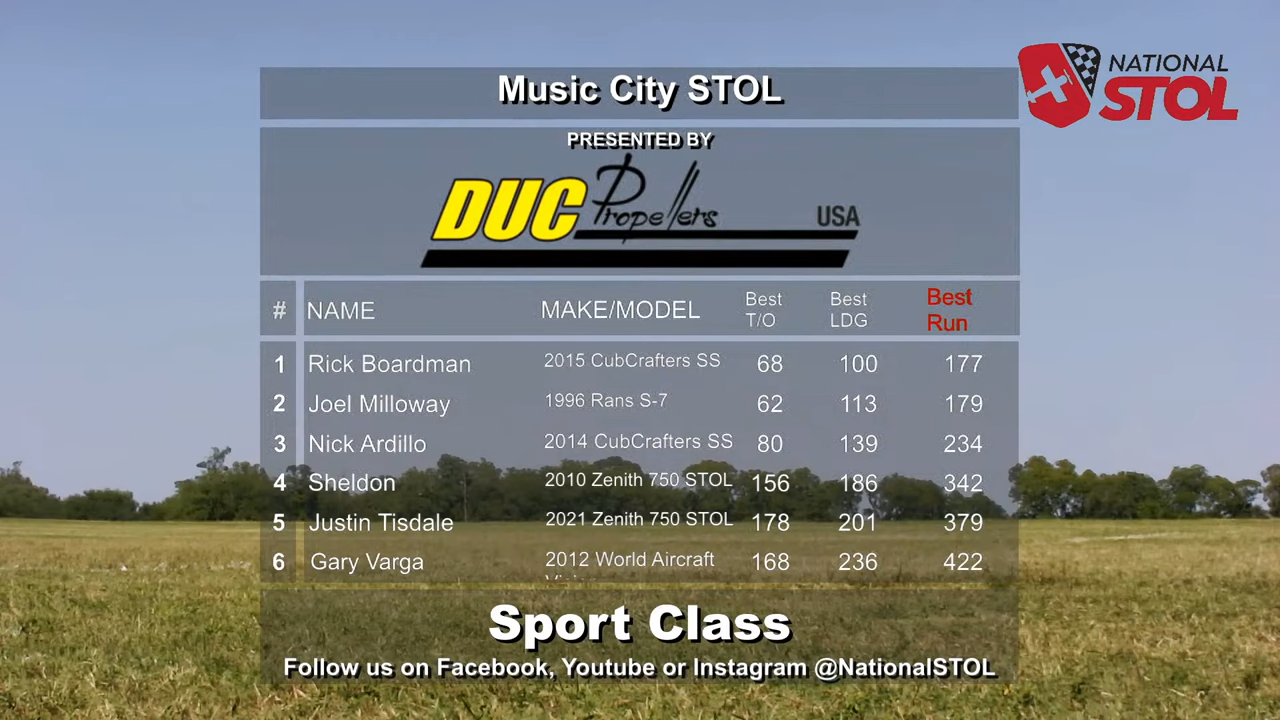 NATIONAL
STOL
Music City STOL
PRESENTED BY
DUC Propellers USA
# NAME MAKE/MODEL Best T/O Best LDG Best Run
1 Rick Boardman 2015 CubCrafters SS 68 100 177
2 Joel Milloway 1996 Rans S-7 62 113 179
3 Nick Ardillo 2014 CubCrafters SS 80 139 234
4 Sheldon 2010 Zenith 750 STOL 156 186 342
5 Justin Tisdale 2021 Zenith 750 STOL 178 201 379
6 Gary Varga 2012 World Aircraft 168 236 422
Sport Class
Follow us on Facebook, Youtube or Instagram @NationalSTOL